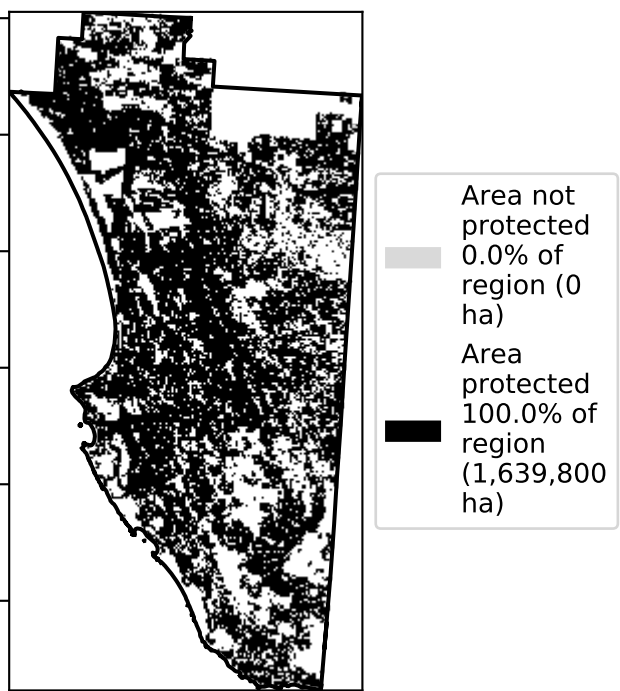 Area not
protected
0.0% of
region (0
ha)
Area
protected
100.0% of
region
(1,639,800
ha)